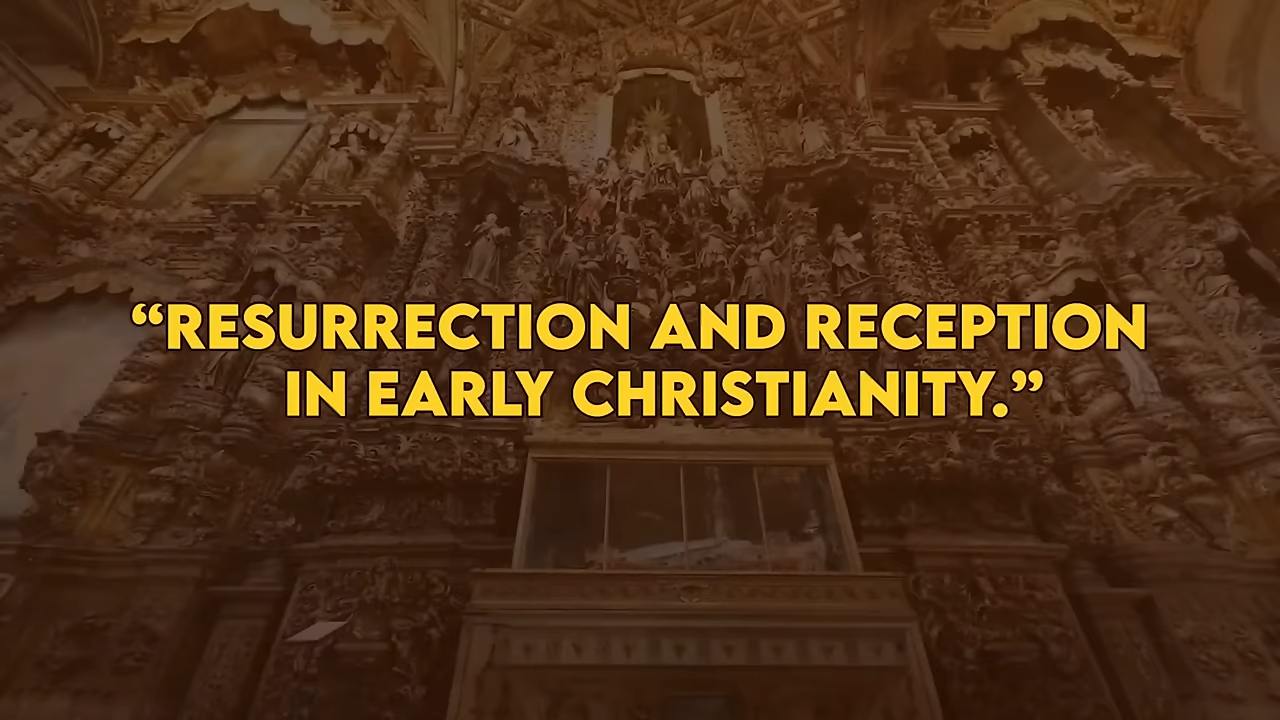 “RESURRECTION AND RECEPTION
IN EARLY CHRISTIANITY.”